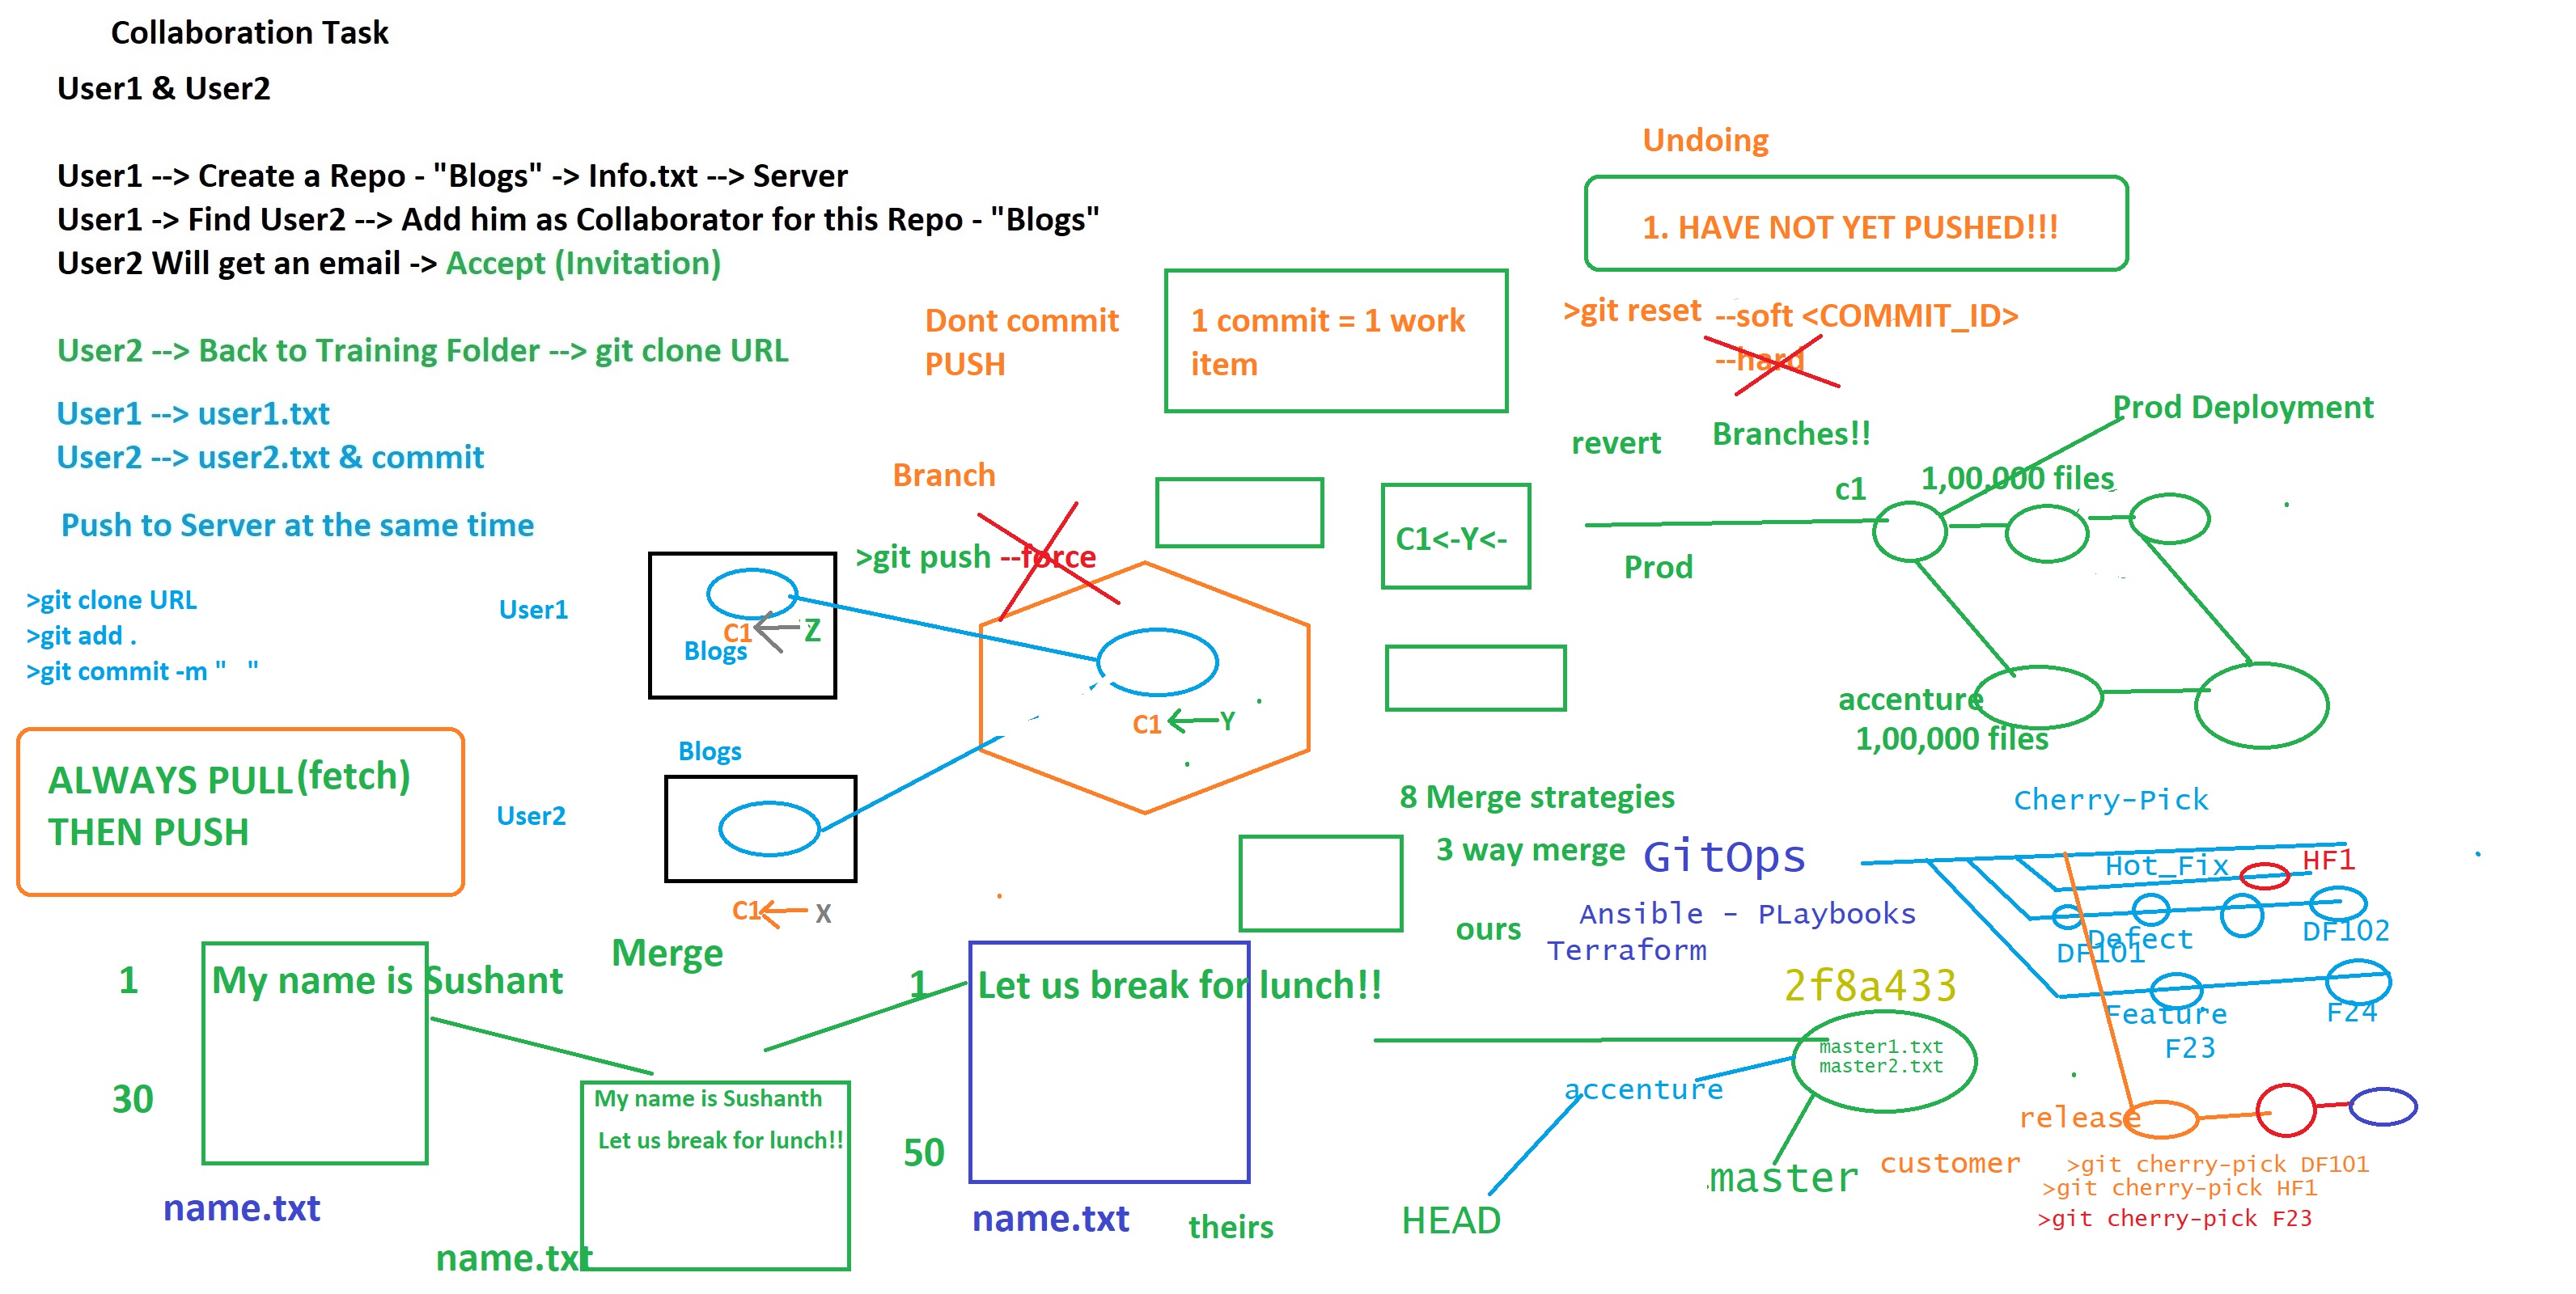 Collaboration Task
User1 & User2
User1 --> Create a Repo - "Blogs" -> Info.txt --> Server
User1 -> Find User2 --> Add him as Collaborator for this Repo - "Blogs"
User2 Will get an email -> Accept (Invitation)
User2 --> Back to Training Folder --> git clone URL
User1 --> user1.txt
User2 --> user2.txt & commit
Push to Server at the same time
>git clone URL
>git add .
>git commit -m "   "
ALWAYS PULL(fetch)
THEN PUSH
Dont commit
PUSH
1 commit = 1 work
item
Branch
>git push --force
User1
C1
Z
Blogs
C1
Y
Blogs
User2
C1
X
C1<-Y<-
Undoing
1. HAVE NOT YET PUSHED!!!
>git reset --soft <COMMIT_ID>
--hard
revert
Branches!!
Prod Deployment
c1
1,00,000 files
Prod
accenture
1,00,000 files
8 Merge strategies
3 way merge
ours
GitOps
Ansible - PLaybooks
Terraform
Cherry-Pick
Hot_Fix
HF1
Defect
DF101
DF102
Feature
F23
F24
release
customer
>git cherry-pick DF101
>git cherry-pick HF1
>git cherry-pick F23
Merge
1
My name is Sushant
30
name.txt
My name is Sushanth
Let us break for lunch!!
name.txt
1
Let us break for lunch!!
50
name.txt
theirs
2f8a433
master1.txt
master2.txt
accenture
master
HEAD